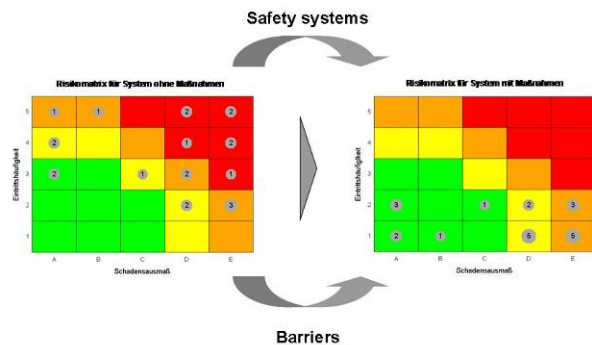 Safety systems
Risikomatrix für System ohne Maßnahmen
Risikomatrix für System mit Maßnahmen
Eintrittshäufigkeit
5
1
1
2
2
4
2
1
2
3
2
1
2
1
2
2
3
1
A
B
C
D
E
Schadensausmaß
Eintrittshäufigkeit
5
4
3
2
3
1
2
3
1
2
1
5
5
A
B
C
D
E
Schadensausmaß
Barriers